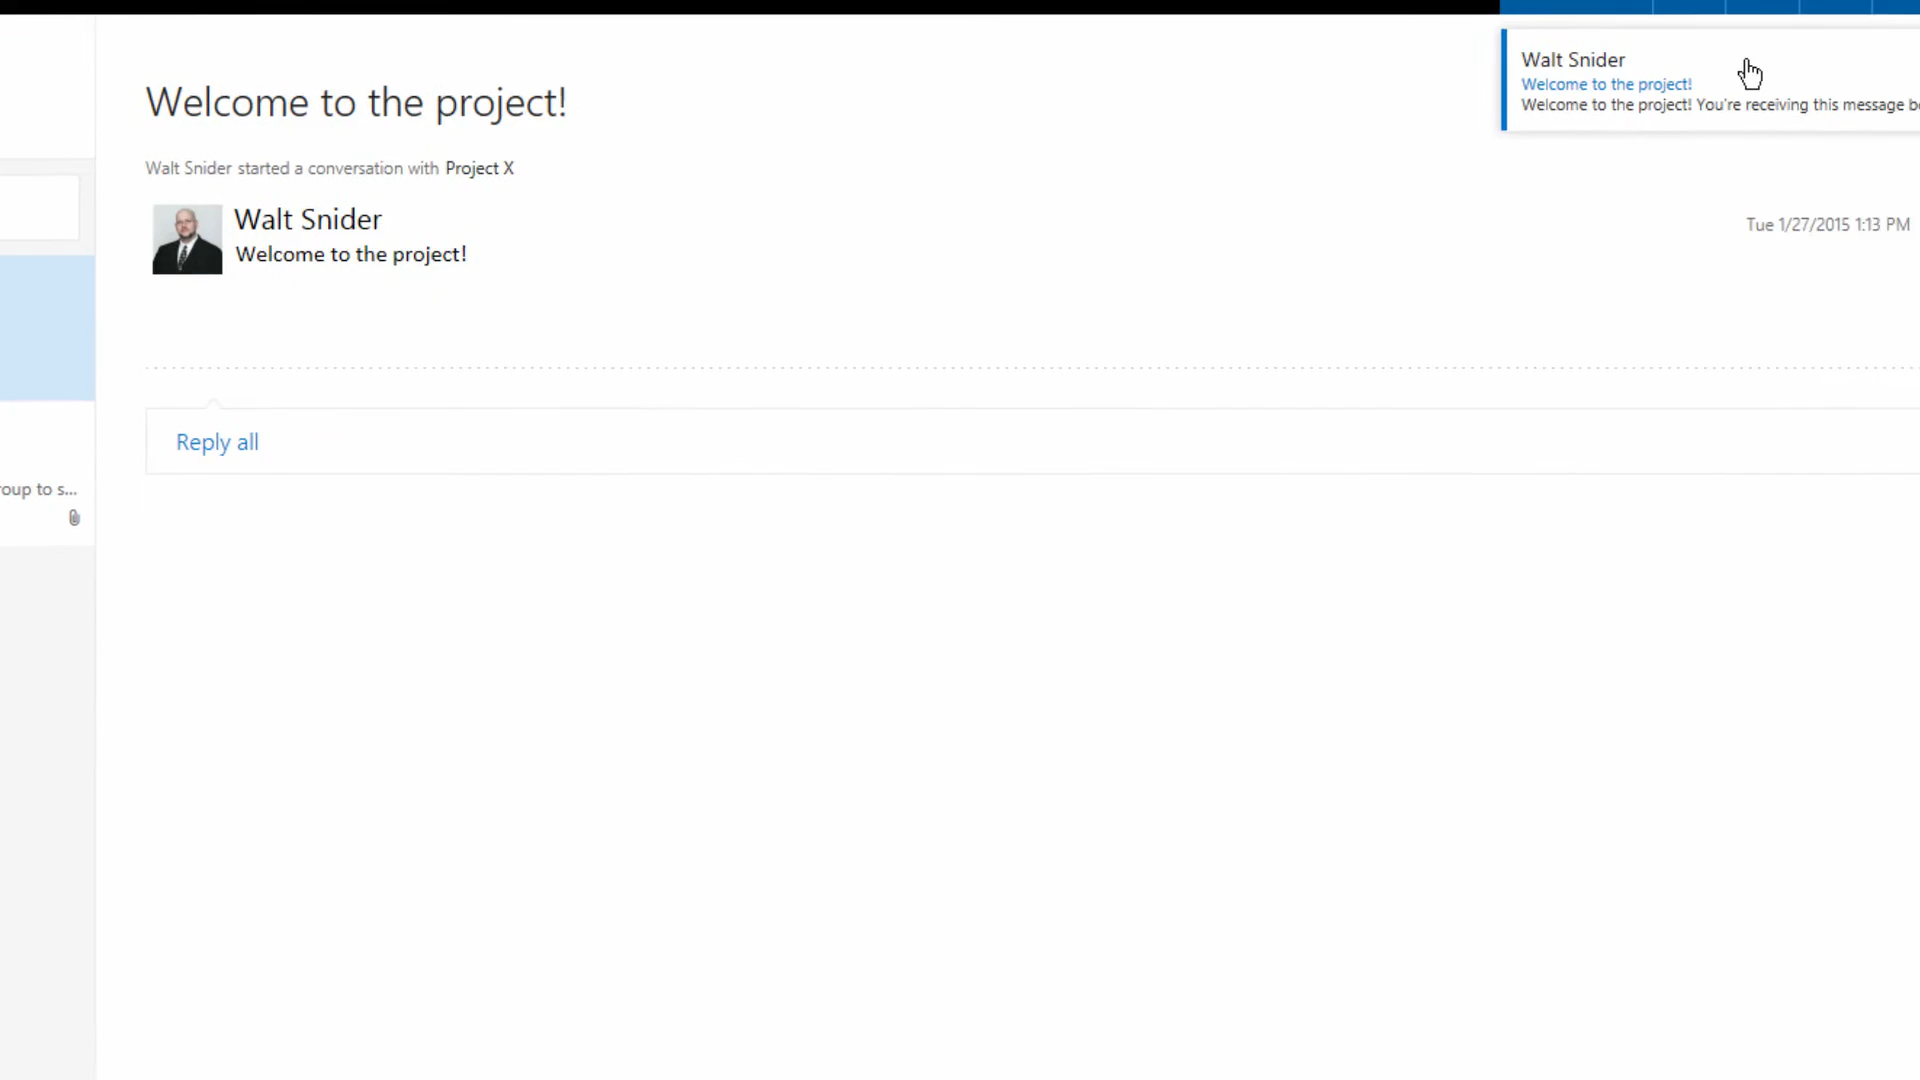 Walt Snider
Welcome to the project!
Welcome to the project! You're receiving this message
Welcome to the project!
Walt Snider started a conversation with Project X
Walt Snider
Tue 1/27/2015 1:13 PM
Welcome to the project!
Reply all
roup to s...